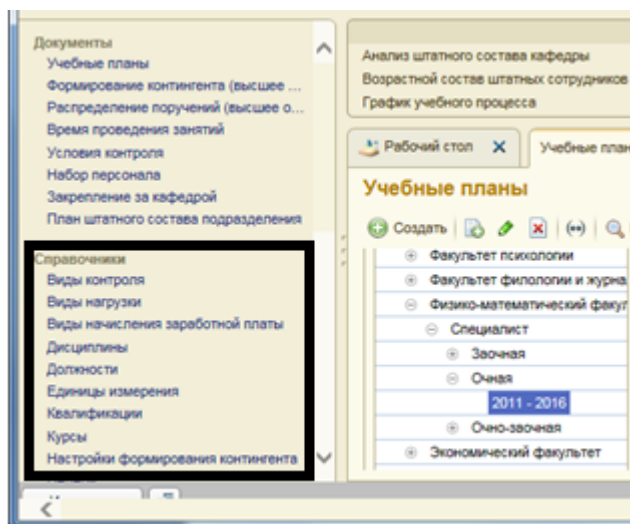 Документы
Учебные планы
Формирование контингента (высшее ...
Распределение поручений (высшее о...
Время проведения занятий
Условия контроля
Набор персонала
Закрепление за кафедрой
План штатного состава подразделения
Справочники
Виды контроля
Виды нагрузки
Виды начисления заработной платы
Дисциплины
Должности
Единицы измерения
Квалификации
Курсы
Настройки формирования контингента
Анализ штатного состава кафедры
Возрастной состав штатных сотрудников
График учебного процесса
Рабочий стол
Учебные план
Учебные планы
Создать
Факультет психологии
Факультет филологии и журна
Физико-математический факул
Специалист
Заочная
Очная
2011 - 2016
Очно-заочная
Экономический факультет